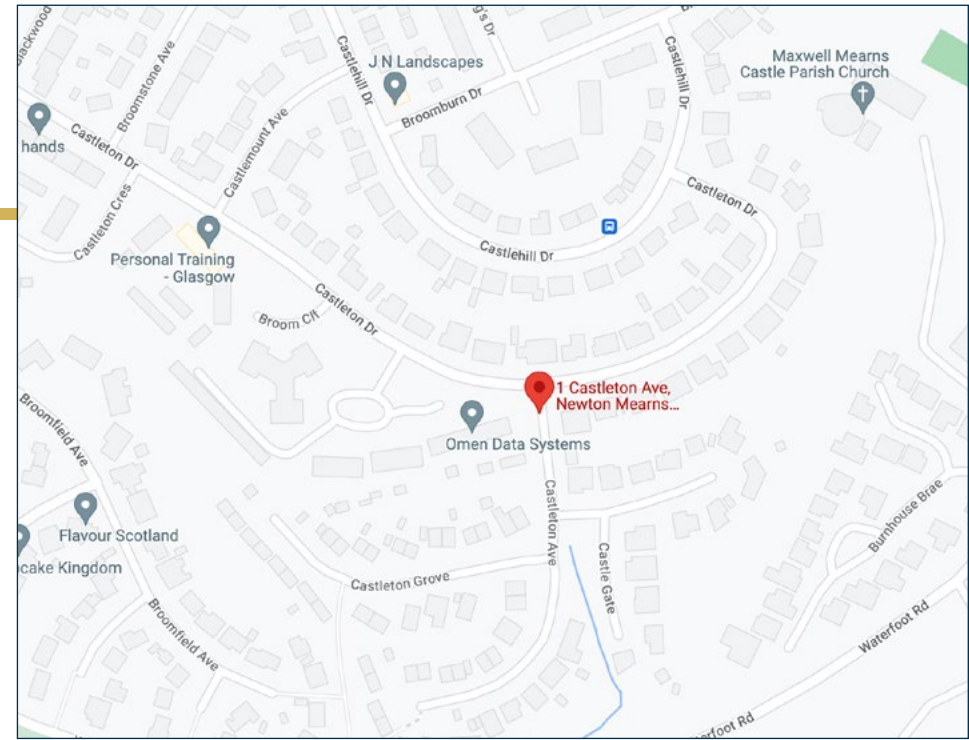 Broomstone Ave
Castlehill Dr
J N Landscapes
Broomburn Dr
Castlehill Dr
Maxwell Mearns
Castle Parish Church
hands
Castleton Dr
Castlemount Ave
Castleton Cres
Castleton Dr
Castlehill Dr
Personal Training
- Glasgow
Castleton Dr
Broom Clt
1 Castleton Ave,
Newton Mearns...
Omen Data Systems
Broomfield Ave
Castleton Ave
Flavour Scotland
Burnhouse Brae
cake Kingdom
Castleton Grove
Castle Gate
Broomfield Ave
Waterfoot Rd
erfoot Rd